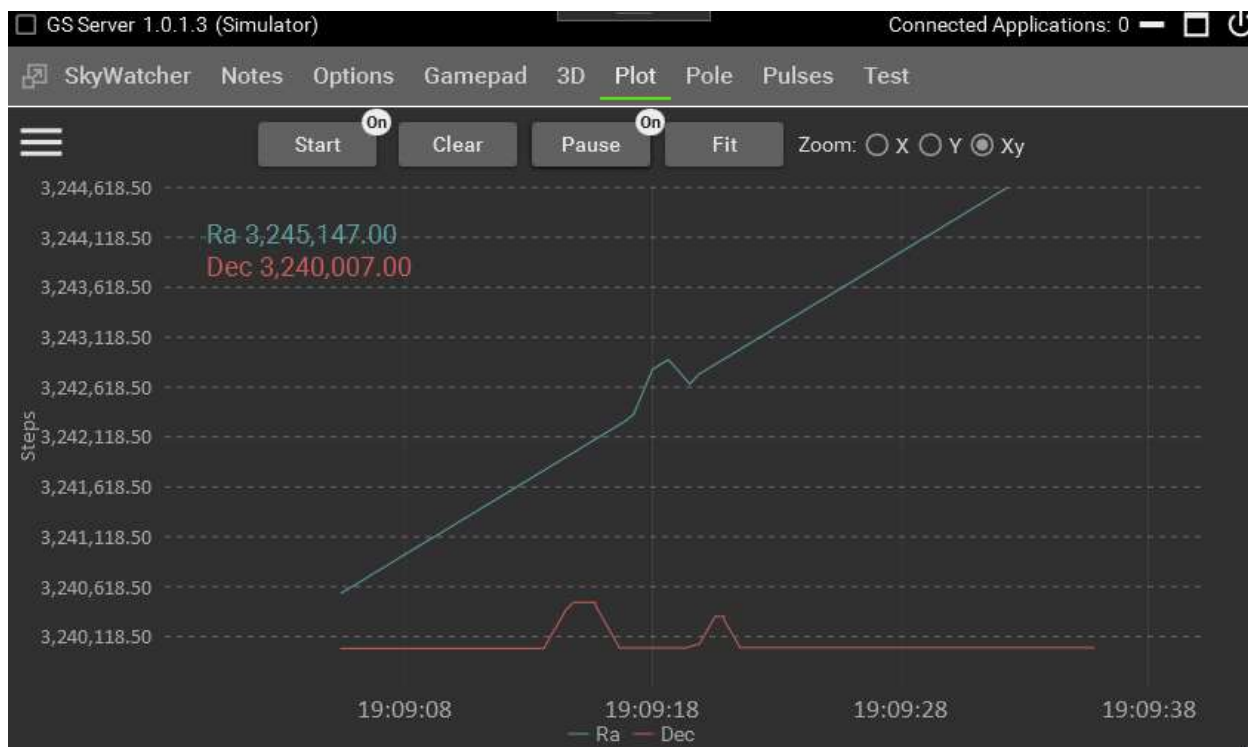 GS Server 1.0.1.3 (Simulator) Connected Applications: 0
SkyWatcher Notes Options Gamepad 3D Plot Pole Pulses Test
On On
Start Clear Pause Fit Zoom: X Y Xy
3,244,618.50
3,244,118.50
Ra 3,245,147.00
Dec 3,240,007.00
3,243,618.50
3,243,118.50
3,242,618.50
Steps
3,242,118.50
3,241,618.50
3,241,118.50
3,240,618.50
3,240,118.50
19:09:08 19:09:18 19:09:28 19:09:38
Ra Dec